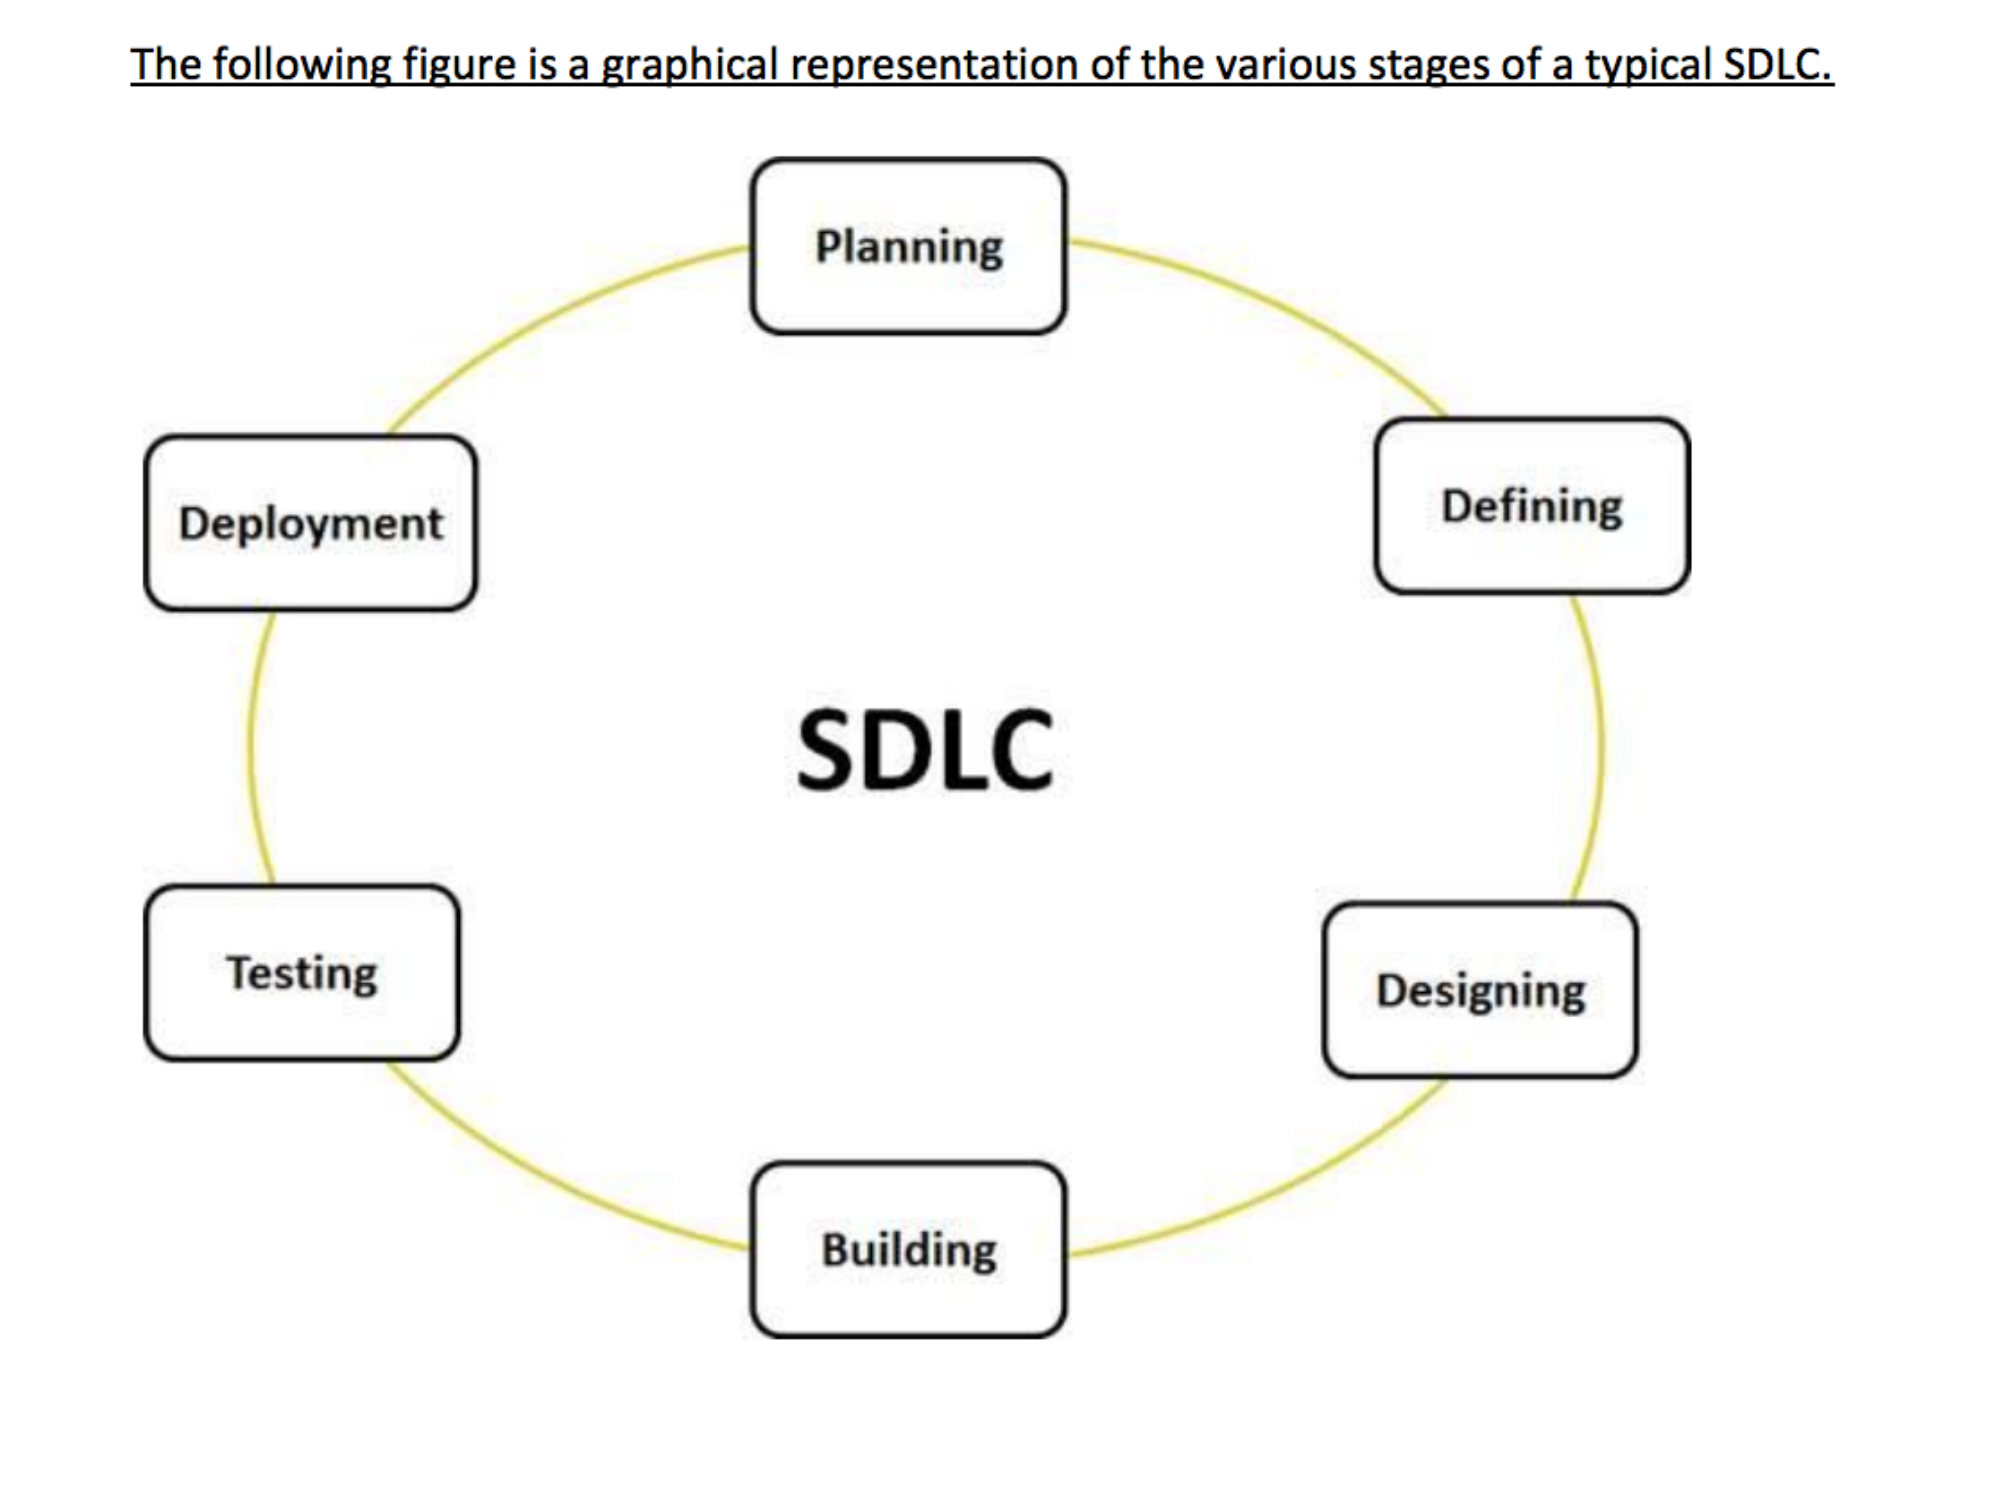 The following figure is a graphical representation of the various stages of a typical SDLC.
Planning
Defining
Deployment
SDLC
Testing
Designing
Building